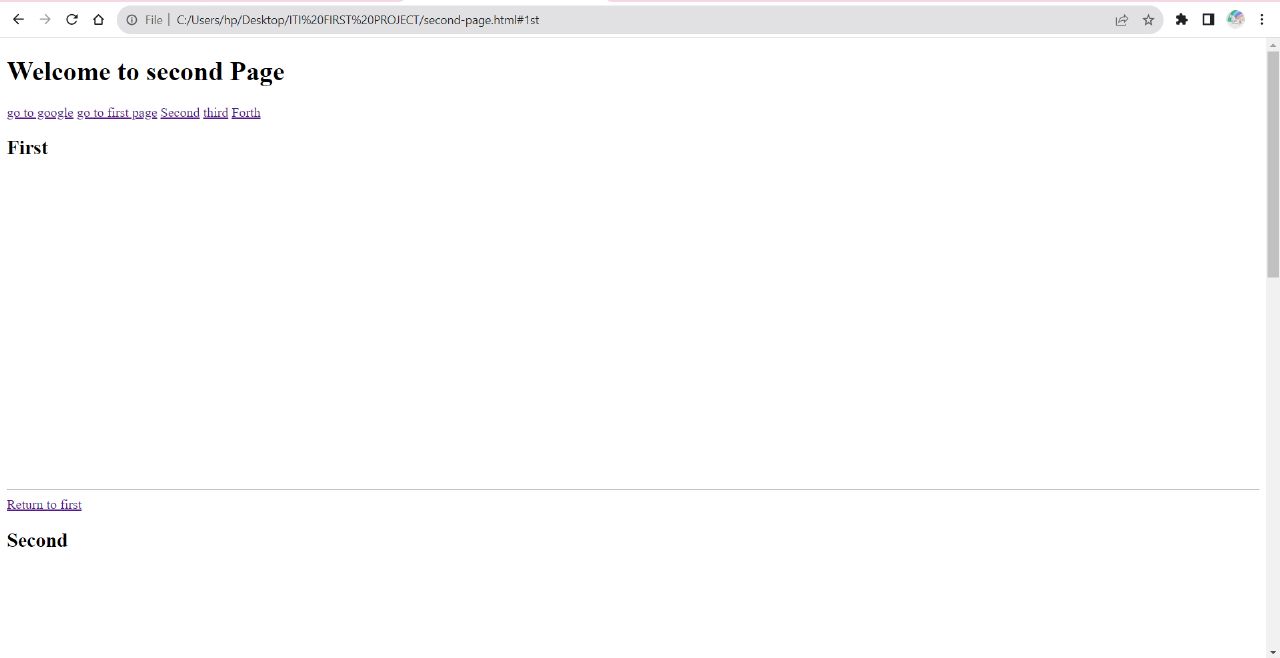 File | C:/Users/hp/Desktop/ITI%20FIRST%20PROJECT/second-page.html#1st
Welcome to second Page
go to google go to first page Second third Forth
First
Return to first
Second